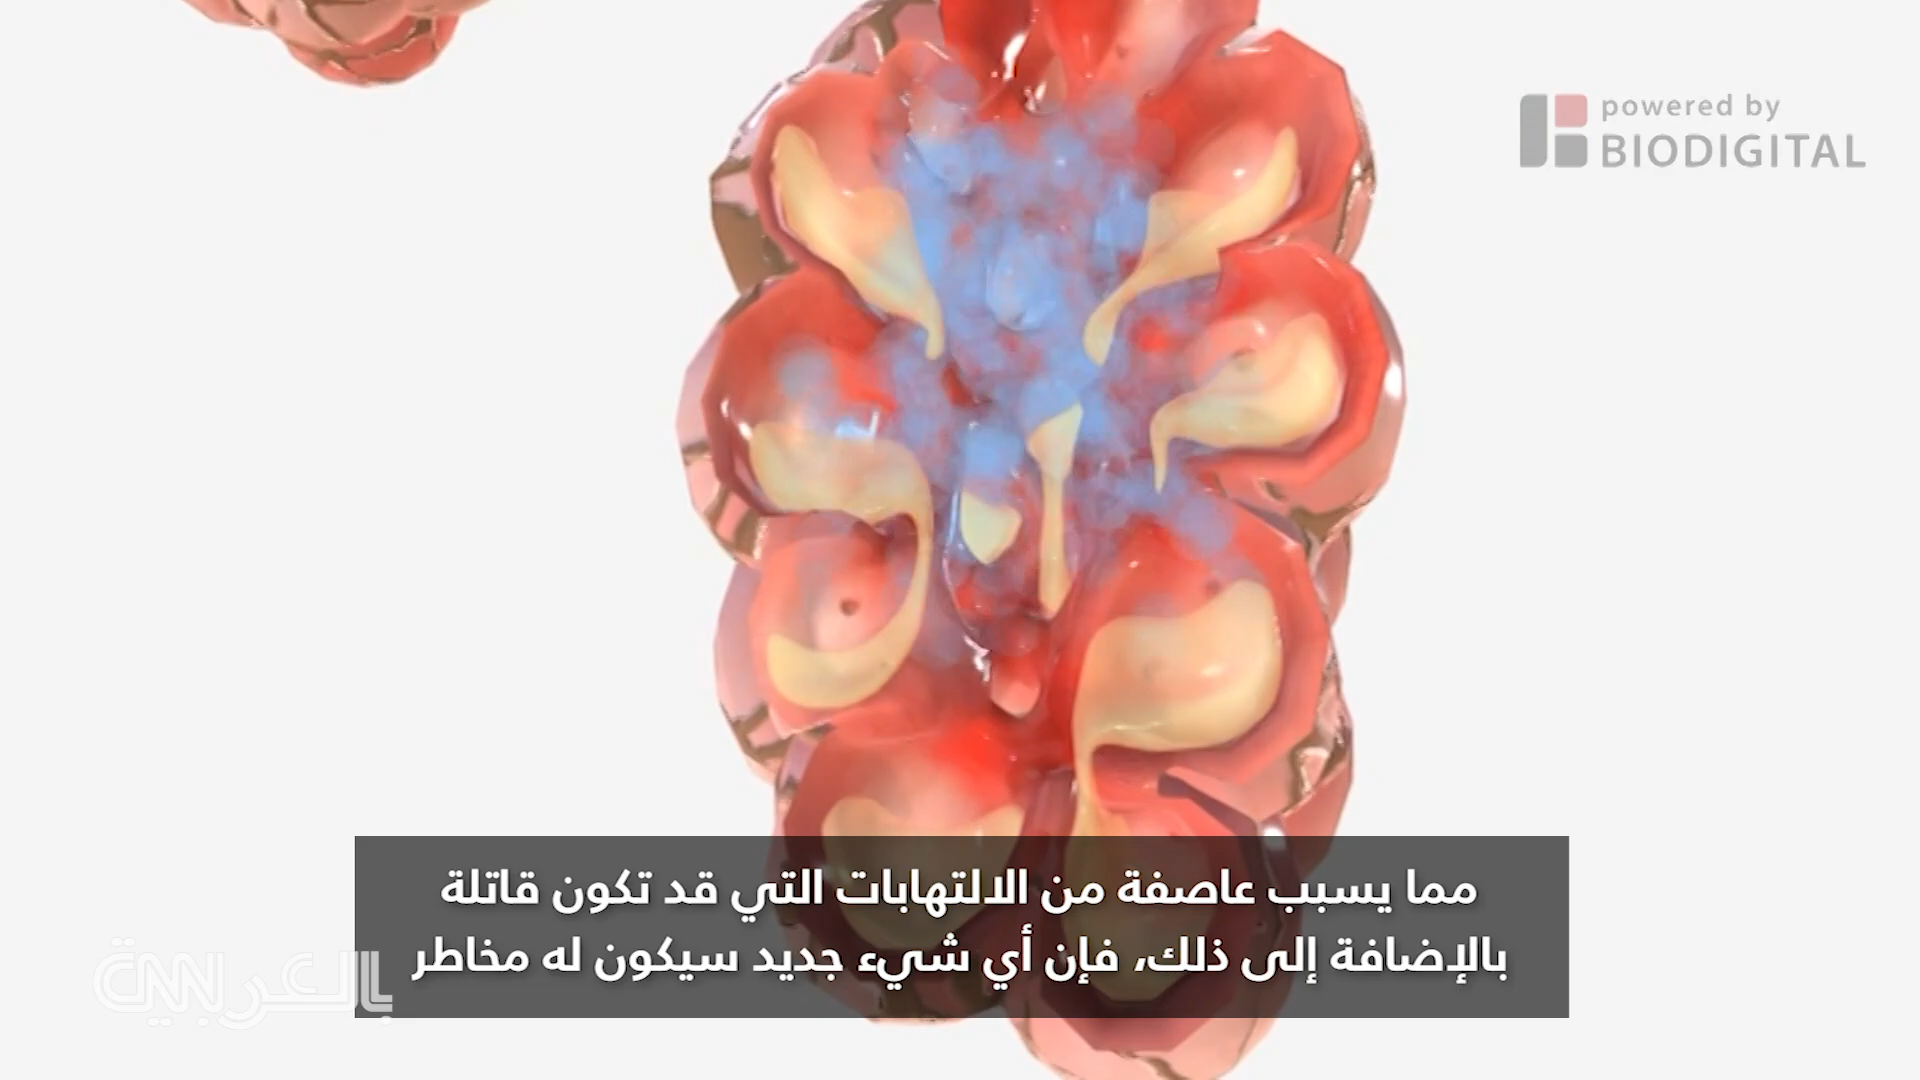 powered by
BIODIGITAL
مما يسبب عاصفة من الالتهابات التي قد تكون قاتلة
بالإضافة إلى ذلك، فإن أي شيء جديد سيكون له مخاطر
CNN بالعربية